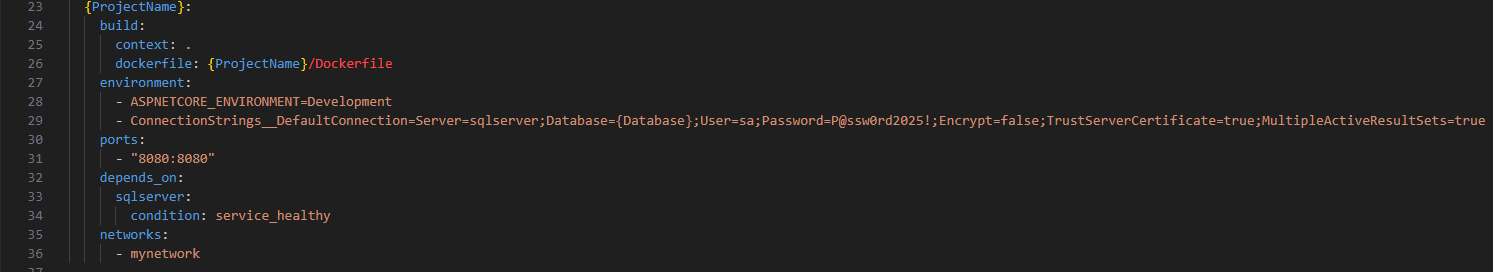 23 {ProjectName}:
24 build:
25 context: .
26 dockerfile: {ProjectName}/Dockerfile
27 environment:
28 - ASPNETCORE_ENVIRONMENT=Development
29 - ConnectionStrings__DefaultConnection=Server=sqlserver;Database={Database};User=sa;Password=P@ssw0rd2025!;Encrypt=false;TrustServerCertificate=true;MultipleActiveResultSets=true
30 ports:
31 - "8080:8080"
32 depends_on:
33 sqlserver:
34 condition: service_healthy
35 networks:
36 - mynetwork
37